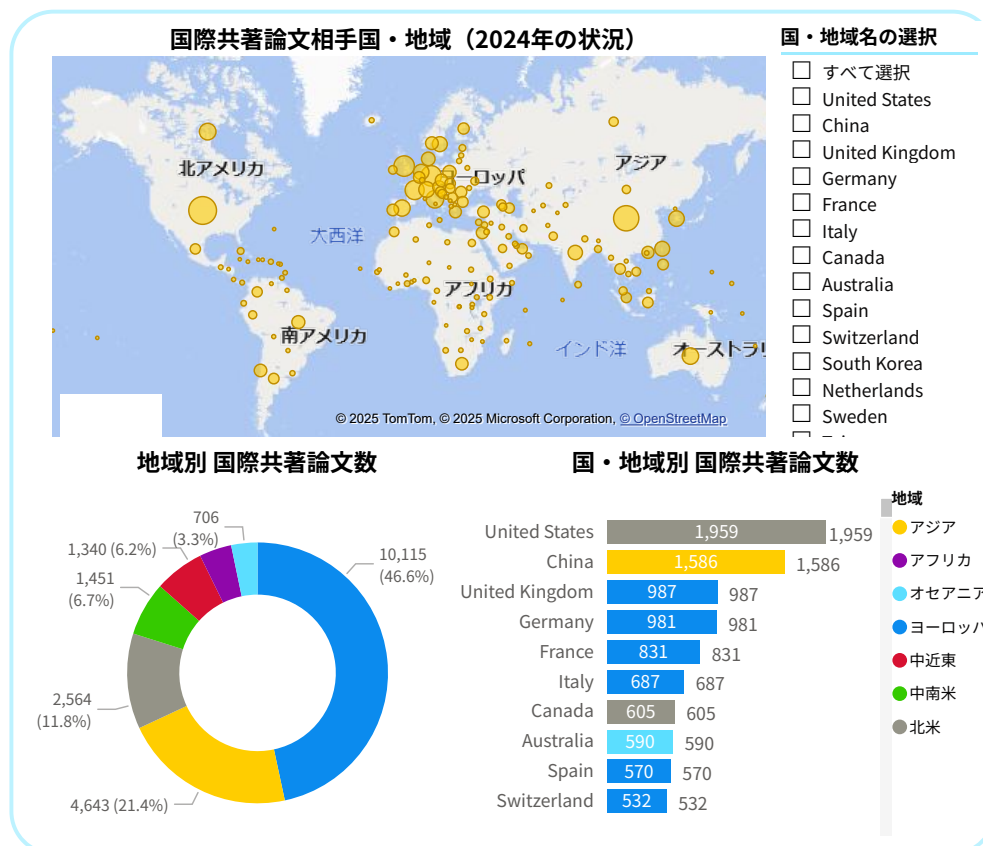 国際共著論文相手国・地域（2024年の状況）
北アメリカ
ーロッパ
アジア
大西洋
アフリカ
南アメリカ
インド洋
オーストラリ
© 2025 TomTom, © 2025 Microsoft Corporation, © OpenStreetMap
国・地域名の選択
すべて選択
United States
China
United Kingdom
Germany
France
Italy
Canada
Australia
Spain
Switzerland
South Korea
Netherlands
Sweden
地域別 国際共著論文数
706
(3.3%)
1,340 (6.2%)
1,451
(6.7%)
2,564
(11.8%)
4,643 (21.4%)
10,115
(46.6%)
国・地域別 国際共著論文数
United States 1,959 1,959
China 1,586 1,586
United Kingdom 987 987
Germany 981 981
France 831 831
Italy 687 687
Canada 605 605
Australia 590 590
Spain 570 570
Switzerland 532 532
地域
アジア
アフリカ
オセアニア
ヨーロッパ
中近東
中南米
北米